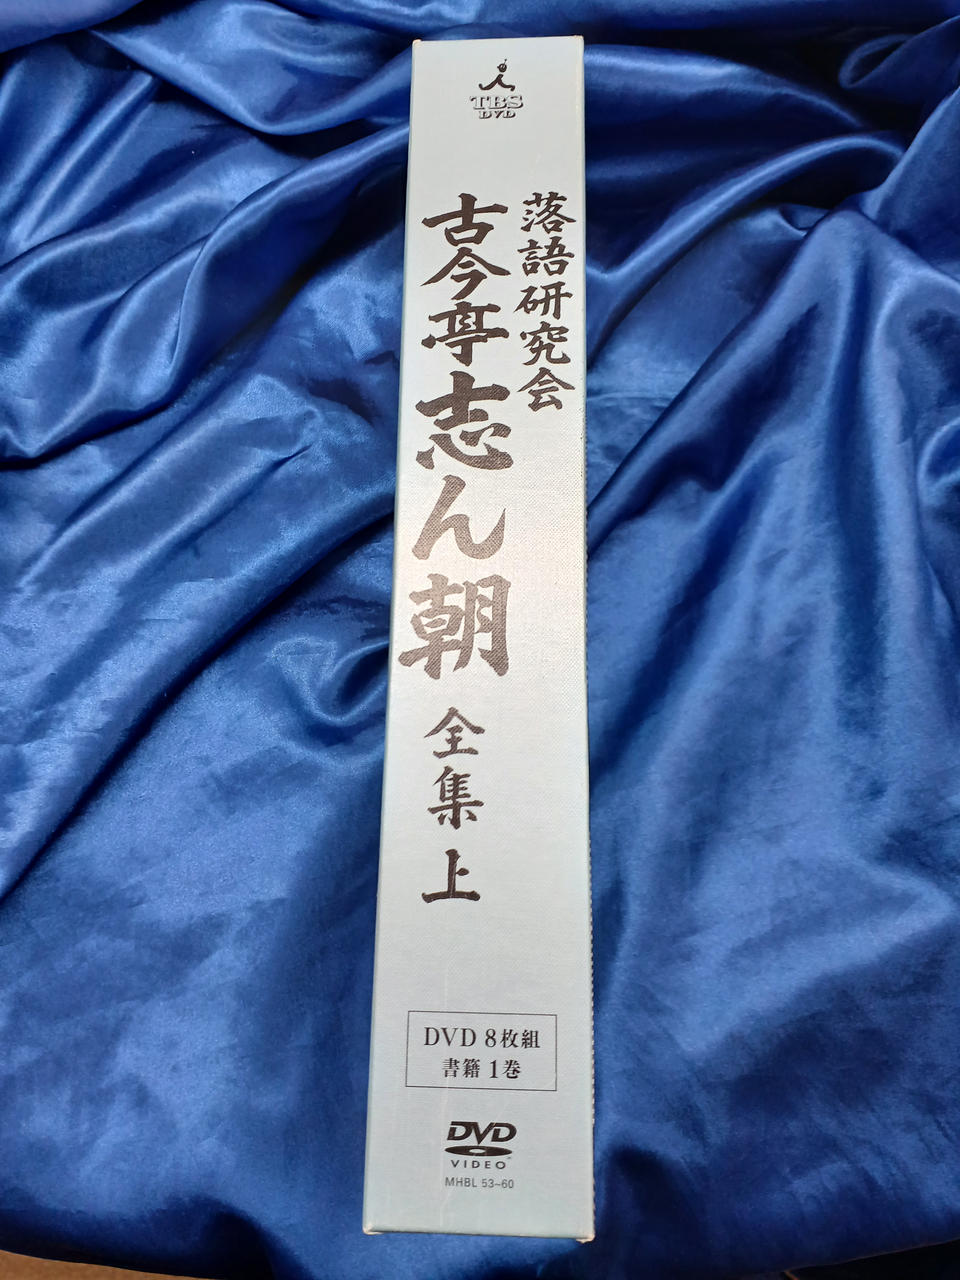 TBS
DVD
落語研究会
古今亭志ん朝 全集 上
DVD 8枚組
書籍 1巻
DVD
VIDEO
MHBL 53~60